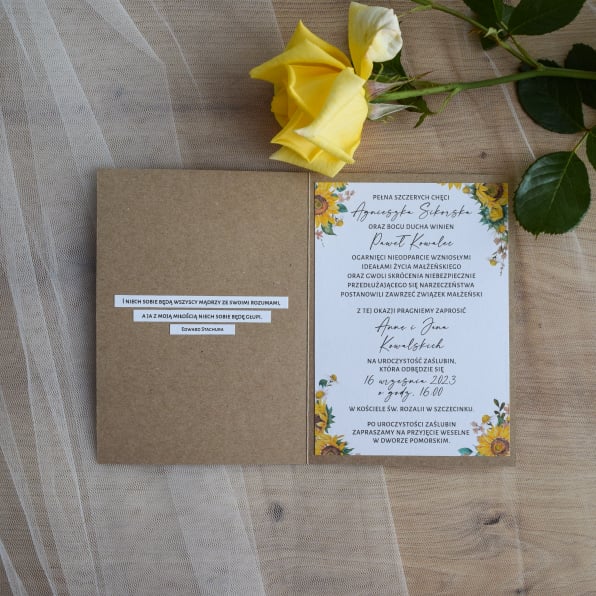 I NIECH SOBIE BĘDĄ WSZYSCY MĄDRZY ZE SWOIMI ROZUMAMI,
A JA Z MOJĄ MIŁOŚCIĄ NIECH SOBIE BĘDĘ GŁUPI.
EDWARD STACHURA
PEŁNA SZCZERYCH CHĘCI
Agnieszka Sikorska
ORAZ BOGU DUCHA WINIEN
Paweł Kowalec
OGARNIĘCI NIEODPARCIE WZNIOSŁYMI
IDEAŁAMI ŻYCIA MAŁŻEŃSKIEGO
ORAZ GWOLI SKRÓCENIA NIEBEZPIECZNIE
PRZEDŁUŻAJĄCEGO SIĘ NARZECZEŃSTWA
POSTANOWILI ZAWRZEĆ ZWIĄZEK MAŁŻEŃSKI
Z TEJ OKAZJI PRAGNIEMY ZAPROSIĆ
Annę i Jana
Kowalskich
NA UROCZYSTOŚĆ ZAŚLUBIN,
KTÓRA ODBĘDZIE SIĘ
16 września 2023
o godz. 16:00
W KOŚCIELE ŚW. ROZALII W SZCZECINKU.
PO UROCZYSTOŚCI ZAŚLUBIN
ZAPRASZAMY NA PRZYJĘCIE WESELNE
W DWORZE POMORSKIM.